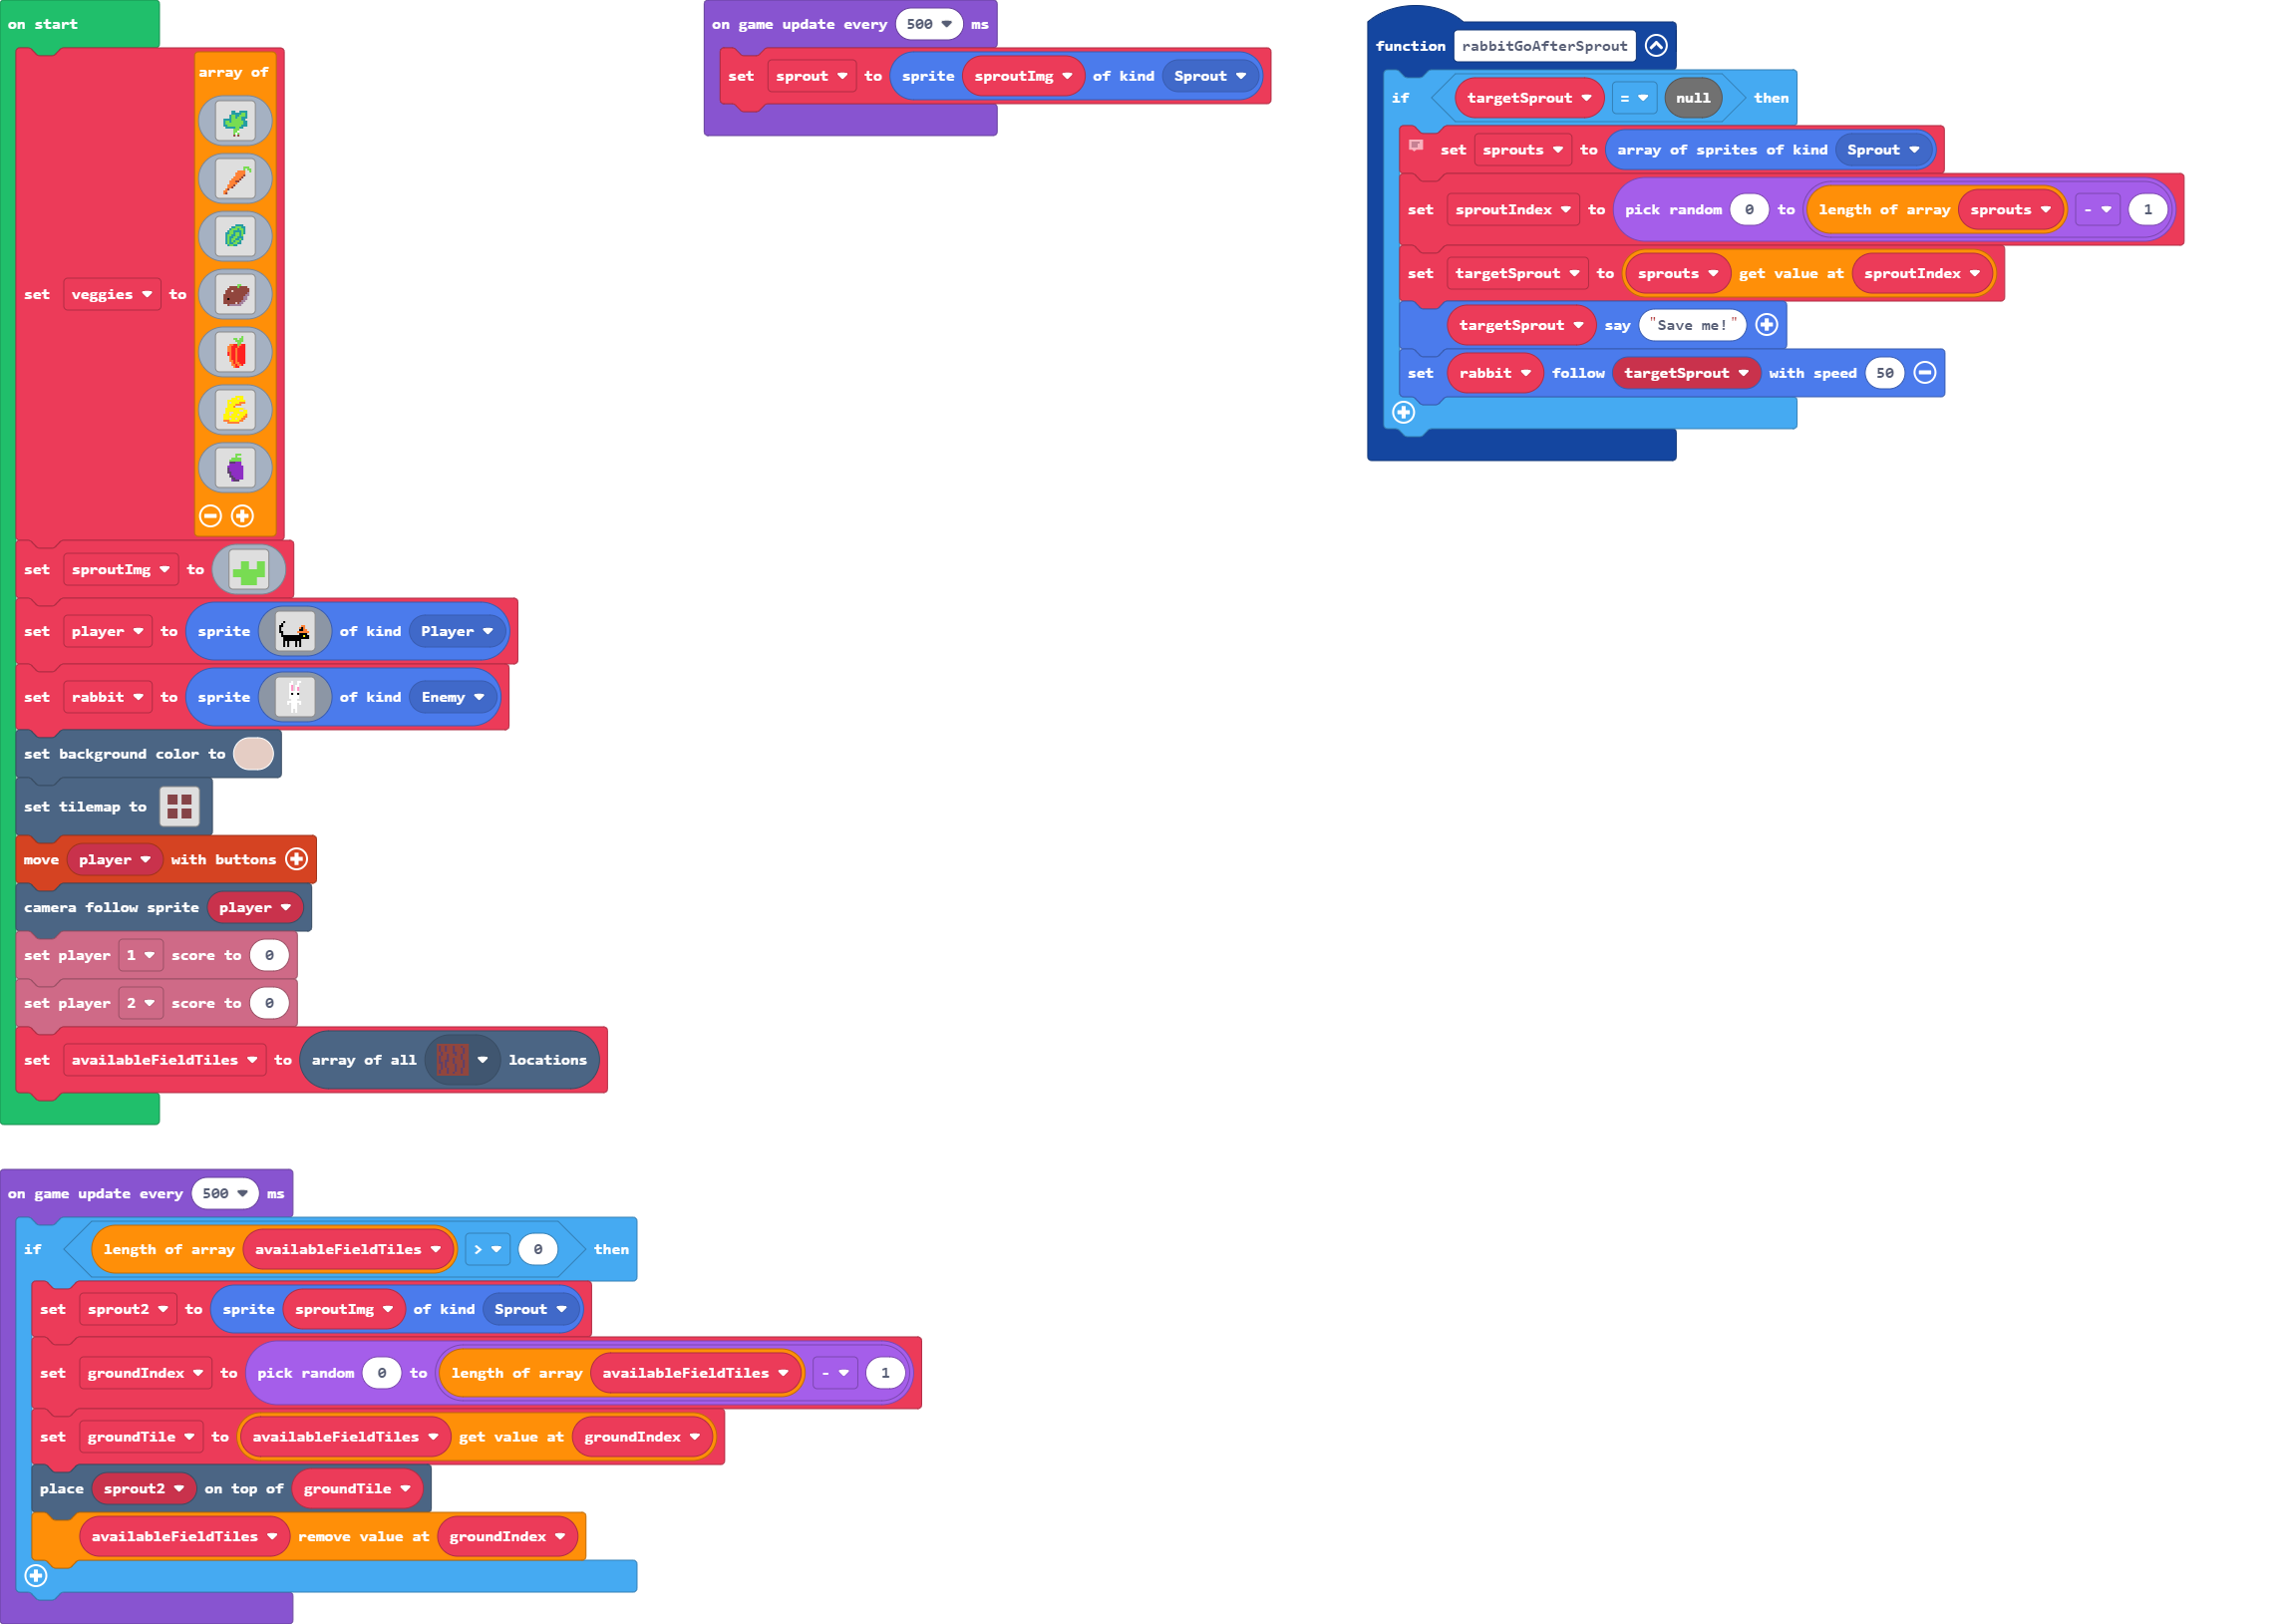 on start
set veggies to array of
set sproutImg to
set player to sprite of kind Player
set rabbit to sprite of kind Enemy
set background color to
set tilemap to
move player with buttons
camera follow sprite player
set player 1 score to 0
set player 2 score to 0
set availableFieldTiles to array of all locations
on game update every 500 ms
set sprout to sprite sproutImg of kind Sprout
function rabbitGoAfterSprout
if targetSprout = null then
set sprouts to array of sprites of kind Sprout
set sproutIndex to pick random 0 to length of array sprouts - 1
set targetSprout to sprouts get value at sproutIndex
targetSprout say "Save me!"
set rabbit follow targetSprout with speed 50
on game update every 500 ms
if length of array availableFieldTiles > 0 then
set sprout2 to sprite sproutImg of kind Sprout
set groundIndex to pick random 0 to length of array availableFieldTiles - 1
set groundTile to availableFieldTiles get value at groundIndex
place sprout2 on top of groundTile
availableFieldTiles remove value at groundIndex